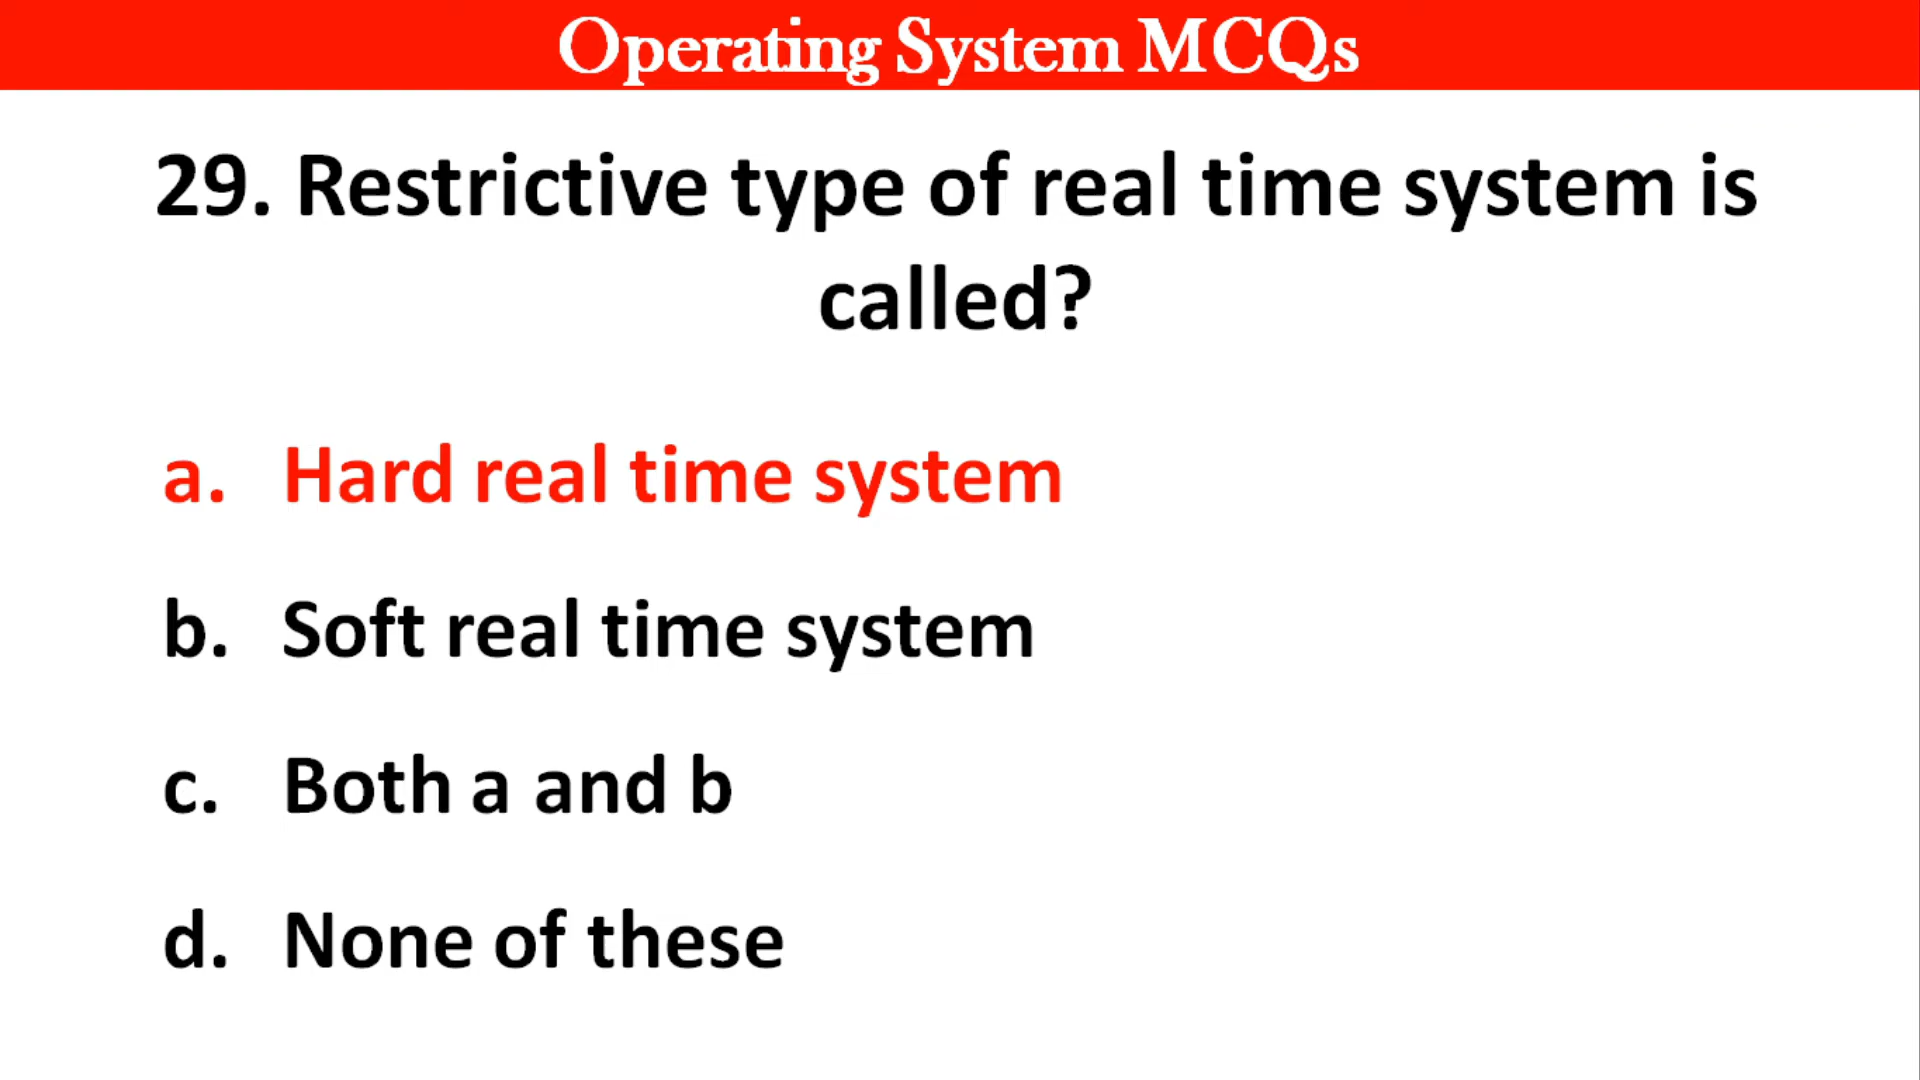 Operating System MCQs
29. Restrictive type of real time system is
called?
a. Hard real time system
b. Soft real time system
c. Both a and b
d. None of these